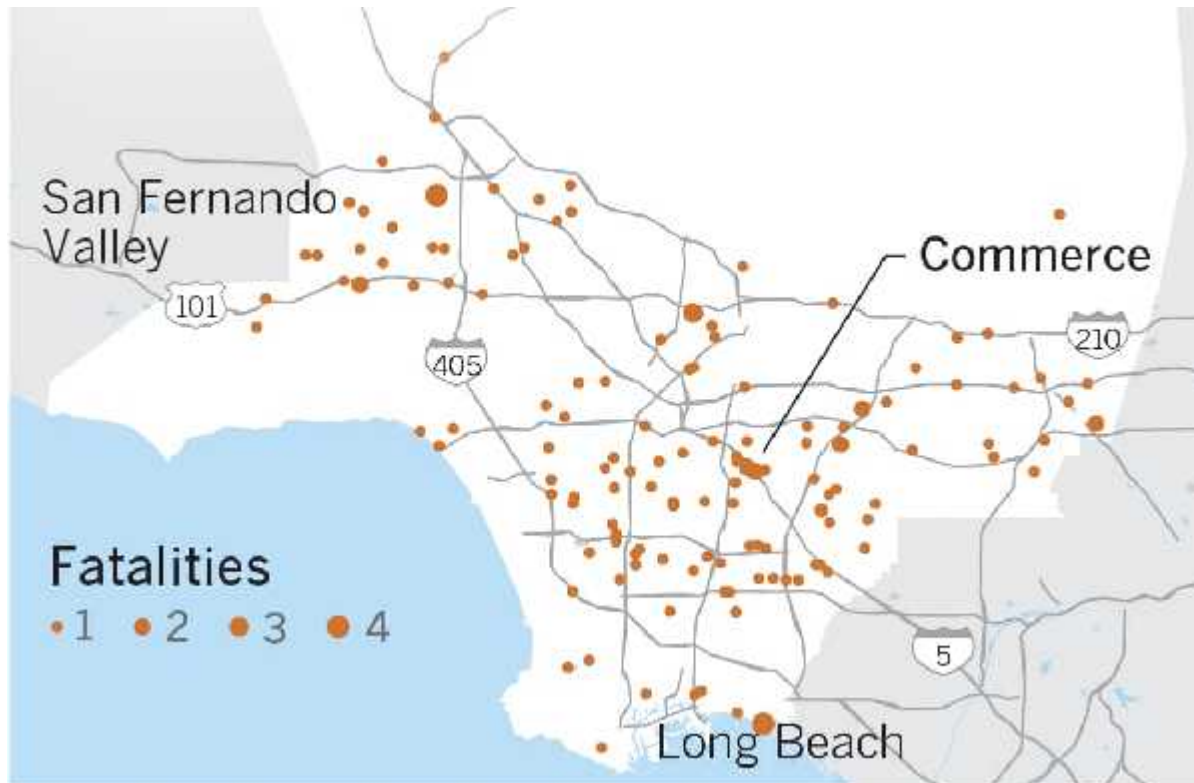 San Fernando
Valley
Commerce
101
405
210
Fatalities
1 2 3 4
5
Long Beach